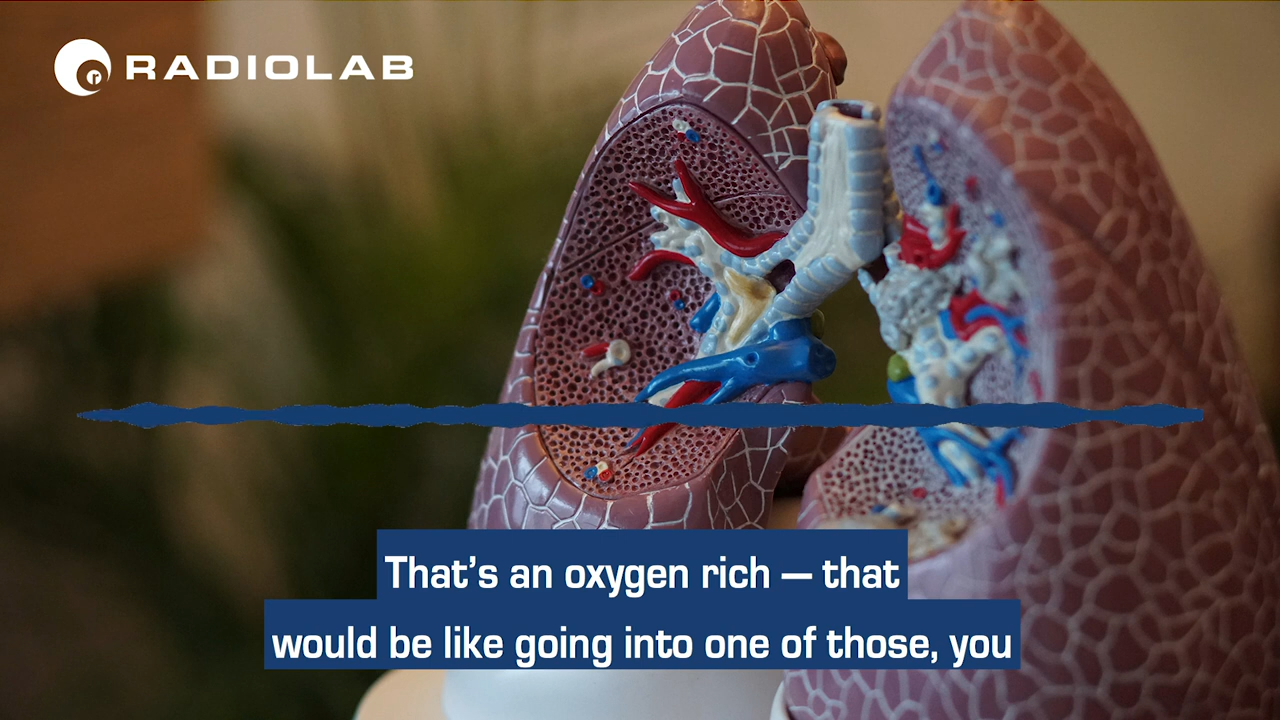 RADIOLAB
That's an oxygen rich — that
would be like going into one of those, you